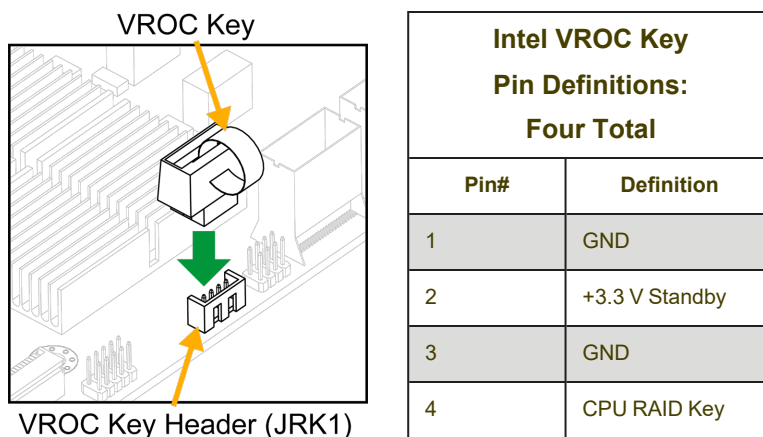 VROC Key
VROC Key Header (JRK1)
Intel VROC Key
Pin Definitions:
Four Total
Pin# Definition
1 GND
2 +3.3 V Standby
3 GND
4 CPU RAID Key